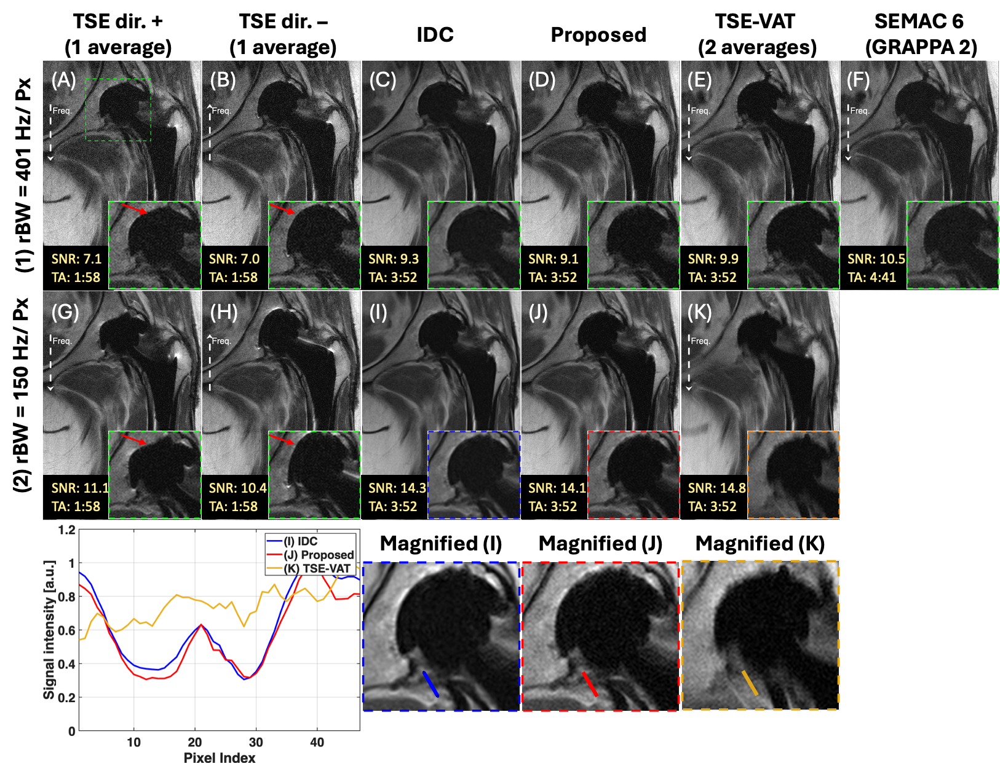 TSE dir. +
(1 average)
TSE dir. –
(1 average)
IDC
Proposed
TSE-VAT
(2 averages)
SEMAC 6
(GRAPPA 2)
(1) rBW = 401 Hz/ Px
(A)
Freq.
SNR: 7.1
TA: 1:58
(B)
Freq.
SNR: 7.0
TA: 1:58
(C)
SNR: 9.3
TA: 3:52
(D)
SNR: 9.1
TA: 3:52
(E)
Freq.
SNR: 9.9
TA: 3:52
(F)
Freq.
SNR: 10.5
TA: 4:41
(2) rBW = 150 Hz/ Px
(G)
Freq.
SNR: 11.1
TA: 1:58
(H)
Freq.
SNR: 10.4
TA: 1:58
(I)
SNR: 14.3
TA: 3:52
(J)
SNR: 14.1
TA: 3:52
(K)
Freq.
SNR: 14.8
TA: 3:52
Signal intensity [a.u.]
1.2
1
0.8
0.6
0.4
0.2
0
10
20
30
40
Pixel Index
(I) IDC
(J) Proposed
(K) TSE-VAT
Magnified (I)
Magnified (J)
Magnified (K)